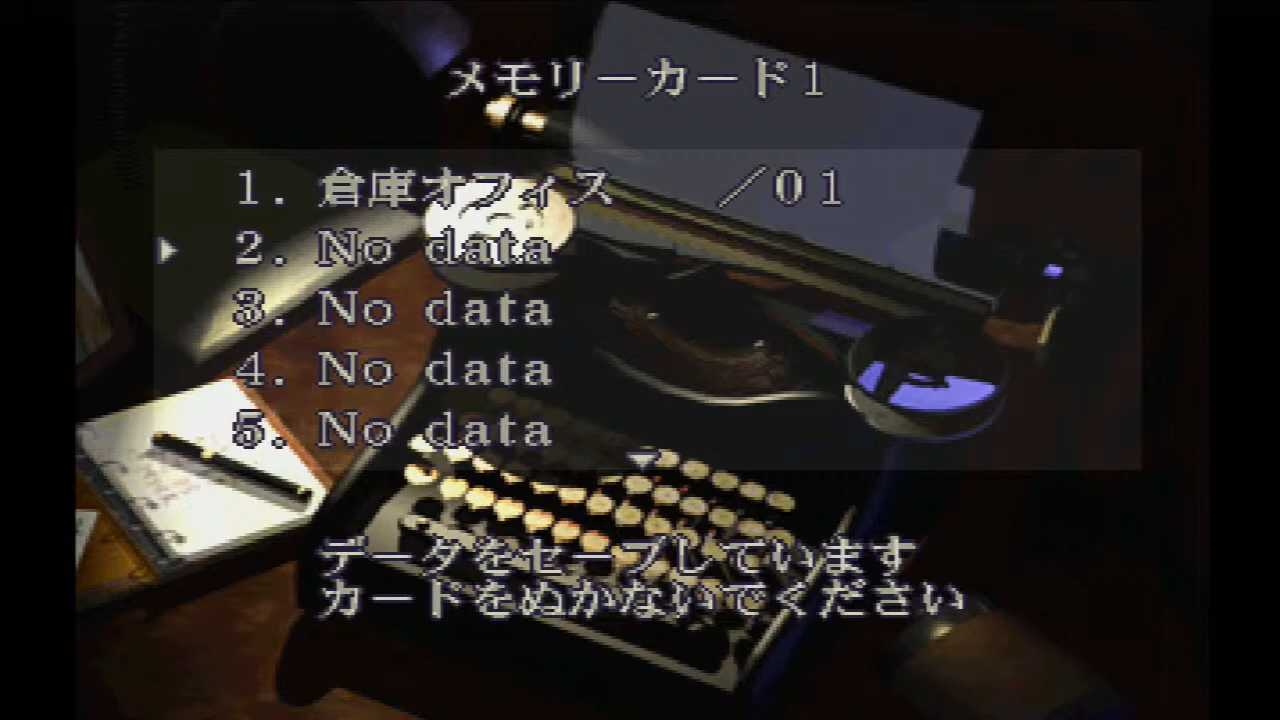 メモリーカード1
1. 倉庫オフィス ／01
2. No data
3. No data
4. No data
5. No data
データをセーブしています
カードをぬかないでください